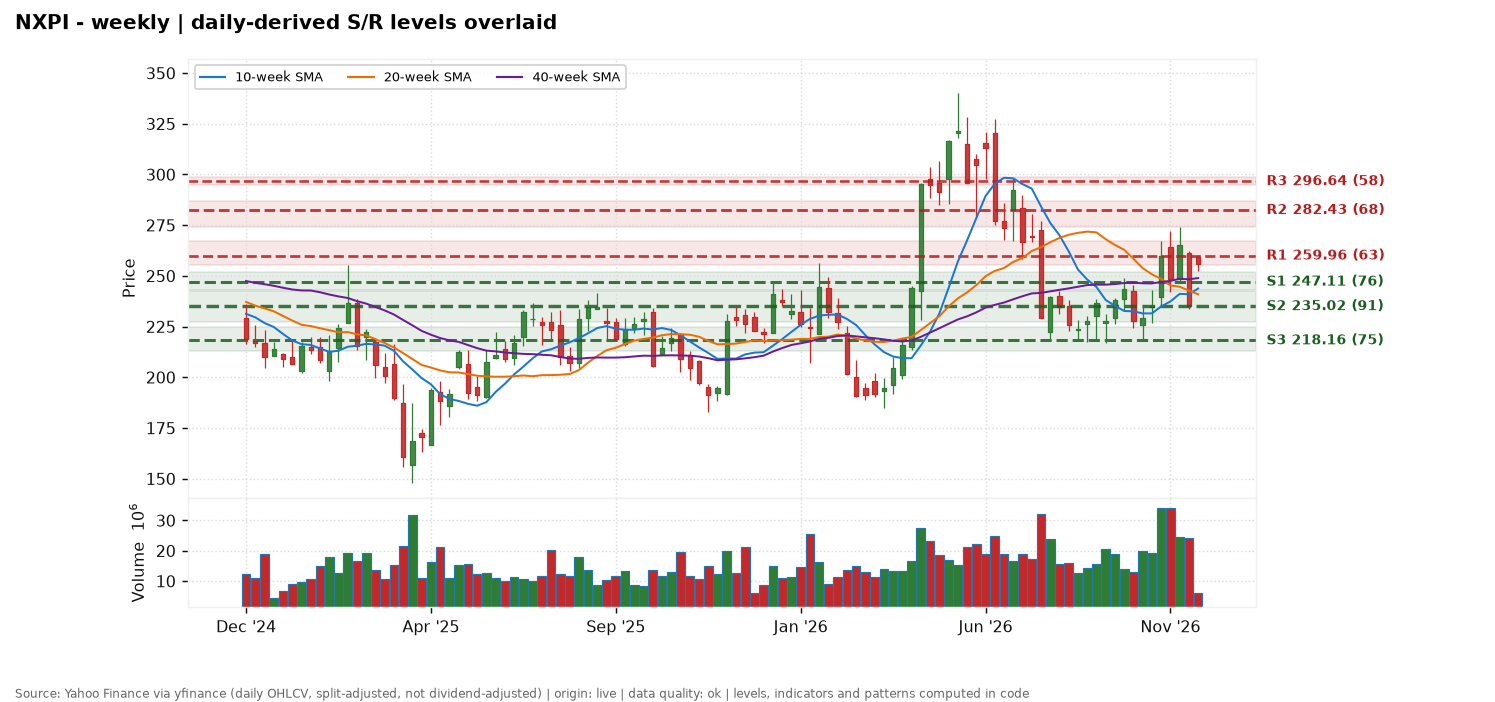 NXPI - weekly | daily-derived S/R levels overlaid
10-week SMA
20-week SMA
40-week SMA
Price
350
325
300
275
250
225
200
175
150
R3 296.64 (58)
R2 282.43 (68)
R1 259.96 (63)
S1 247.11 (76)
S2 235.02 (91)
S3 218.16 (75)
Volume 10⁶
30
20
10
Dec '24
Apr '25
Sep '25
Jan '26
Jun '26
Nov '26
Source: Yahoo Finance via yfinance (daily OHLCV, split-adjusted, not dividend-adjusted) | origin: live | data quality: ok | levels, indicators and patterns computed in code